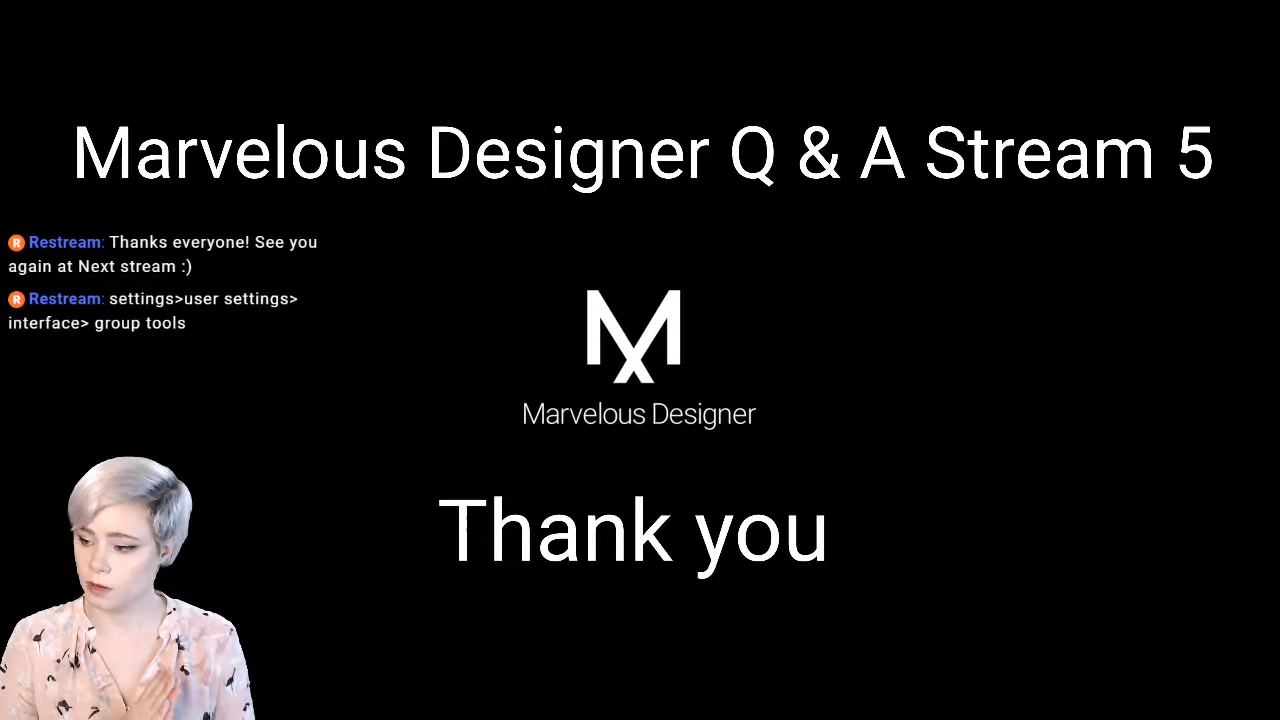 Marvelous Designer Q & A Stream 5
R Restream: Thanks everyone! See you
again at Next stream :)
R Restream: settings>user settings>
interface> group tools
Marvelous Designer
Thank you